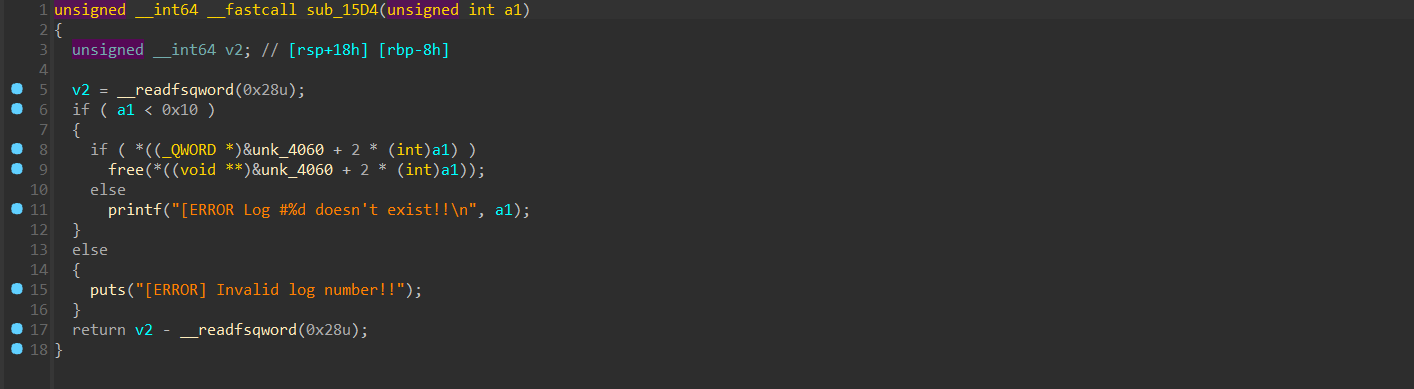 1 unsigned __int64 __fastcall sub_15D4(unsigned int a1)
2 {
3   unsigned __int64 v2; // [rsp+18h] [rbp-8h]
4
5   v2 = __readfsqword(0x28u);
6   if ( a1 < 0x10 )
7   {
8     if ( *((_QWORD *)&unk_4060 + 2 * (int)a1) )
9       free(*((void **)&unk_4060 + 2 * (int)a1));
10     else
11       printf("[ERROR Log #%d doesn't exist!!\n", a1);
12   }
13   else
14   {
15     puts("[ERROR] Invalid log number!!");
16   }
17   return v2 - __readfsqword(0x28u);
18 }